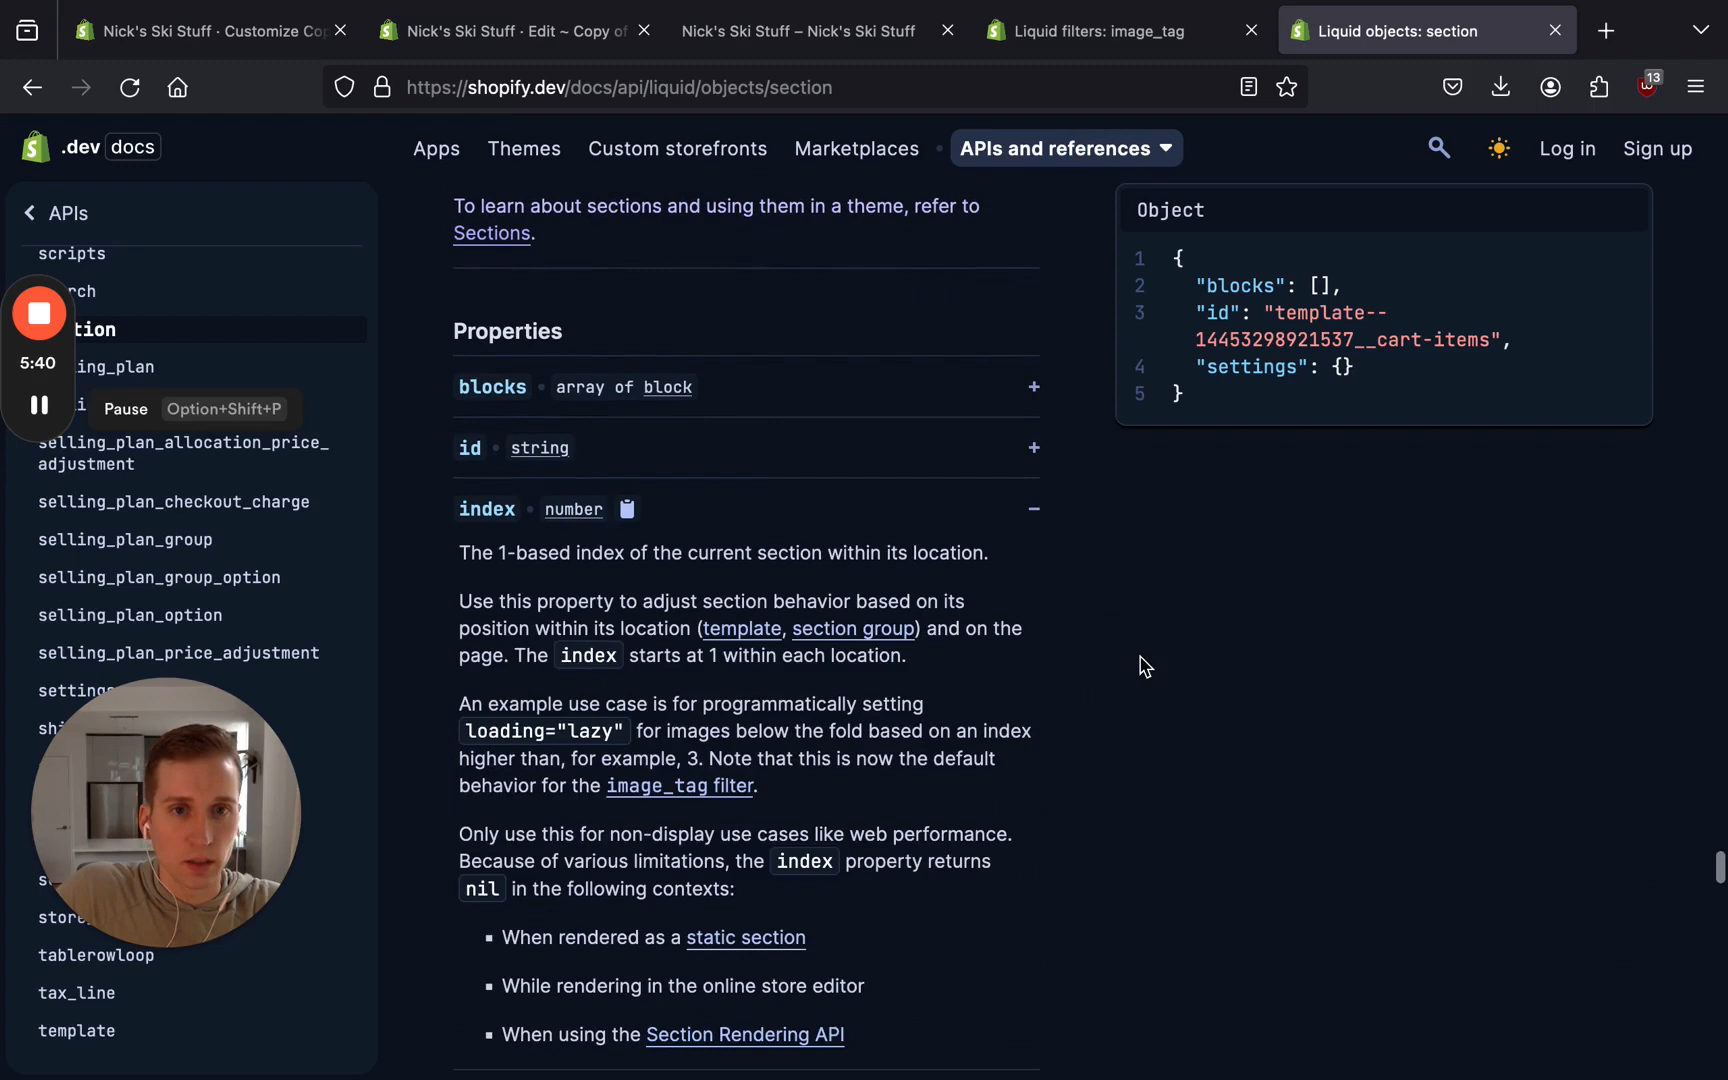 Nick's Ski Stuff · Customize Co
Nick's Ski Stuff · Edit ~ Copy of
Nick's Ski Stuff – Nick's Ski Stuff
Liquid filters: image_tag
Liquid objects: section
https://shopify.dev/docs/api/liquid/objects/section
13
.dev docs
Apps
Themes
Custom storefronts
Marketplaces
APIs and references
Log in
Sign up
APIs
scripts
rch
tion
ing_plan
5:40
Pause Option+Shift+P
selling_plan_allocation_price_
adjustment
selling_plan_checkout_charge
selling_plan_group
selling_plan_group_option
selling_plan_option
selling_plan_price_adjustment
settings
sh
s
store
tablerowloop
tax_line
template
To learn about sections and using them in a theme, refer to
Sections.
Properties
blocks • array of block
id • string
index • number
The 1-based index of the current section within its location.
Use this property to adjust section behavior based on its
position within its location (template, section group) and on the
page. The index starts at 1 within each location.
An example use case is for programmatically setting
loading="lazy" for images below the fold based on an index
higher than, for example, 3. Note that this is now the default
behavior for the image_tag filter.
Only use this for non-display use cases like web performance.
Because of various limitations, the index property returns
nil in the following contexts:
When rendered as a static section
While rendering in the online store editor
When using the Section Rendering API
Object
1 {
2 "blocks": [],
3 "id": "template--
14453298921537__cart-items",
4 "settings": {}
5 }